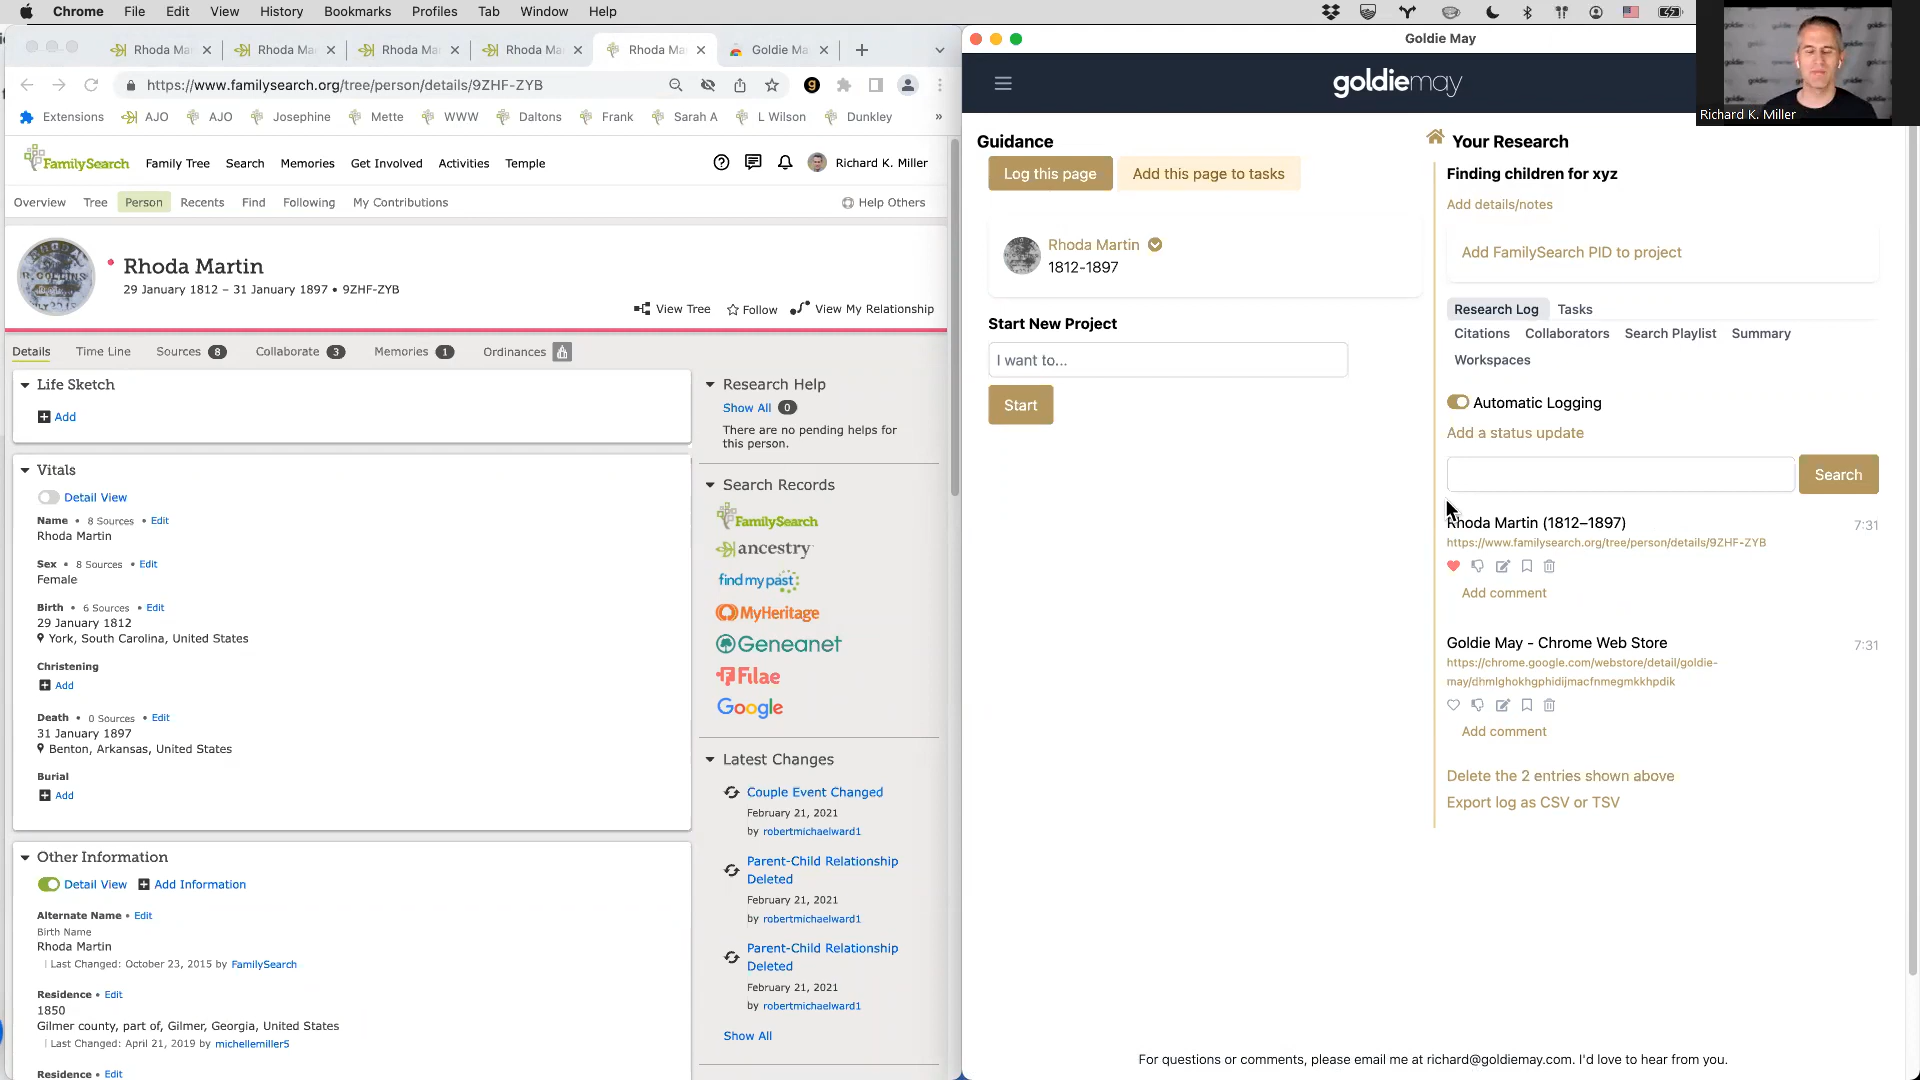 Chrome File Edit View History Bookmarks Profiles Tab Window Help
Rhoda Ma Rhoda Ma Rhoda Ma Rhoda Ma Rhoda Ma Goldie Ma
https://www.familysearch.org/tree/person/details/9ZHF-ZYB
Extensions AJO AJO Josephine Mette WWW Daltons Frank Sarah A L Wilson Dunkley »
FamilySearch Family Tree Search Memories Get Involved Activities Temple Richard K. Miller
Overview Tree Person Recents Find Following My Contributions Help Others
Rhoda Martin
29 January 1812 – 31 January 1897 • 9ZHF-ZYB
View Tree Follow View My Relationship
Details Time Line Sources 8 Collaborate 3 Memories 1 Ordinances
Life Sketch
Add
Vitals
Detail View
Name • 8 Sources • Edit
Rhoda Martin
Sex • 8 Sources • Edit
Female
Birth • 6 Sources • Edit
29 January 1812
York, South Carolina, United States
Christening
Add
Death • 0 Sources • Edit
31 January 1897
Benton, Arkansas, United States
Burial
Add
Other Information
Detail View Add Information
Alternate Name • Edit
Birth Name
Rhoda Martin
| Last Changed: October 23, 2015 by FamilySearch
Residence • Edit
1850
Gilmer county, part of, Gilmer, Georgia, United States
| Last Changed: April 21, 2019 by michellemiller5
Residence • Edit
Research Help
Show All 0
There are no pending helps for
this person.
Search Records
FamilySearch
ancestry
findmypast
MyHeritage
Geneanet
Filae
Google
Latest Changes
Couple Event Changed
February 21, 2021
by robertmichaelward1
Parent-Child Relationship
Deleted
February 21, 2021
by robertmichaelward1
Parent-Child Relationship
Deleted
February 21, 2021
by robertmichaelward1
Show All
Goldie May
goldiemay
Richard K. Miller
Guidance
Log this page Add this page to tasks
Rhoda Martin
1812-1897
Start New Project
I want to...
Start
Your Research
Finding children for xyz
Add details/notes
Add FamilySearch PID to project
Research Log Tasks
Citations Collaborators Search Playlist Summary
Workspaces
Automatic Logging
Add a status update
Search
Rhoda Martin (1812–1897) 7:31
https://www.familysearch.org/tree/person/details/9ZHF-ZYB
Add comment
Goldie May - Chrome Web Store 7:31
https://chrome.google.com/webstore/detail/goldie-
may/dhmlghokhgphidijmacfnmegmkkhpdik
Add comment
Delete the 2 entries shown above
Export log as CSV or TSV
For questions or comments, please email me at richard@goldiemay.com. I'd love to hear from you.